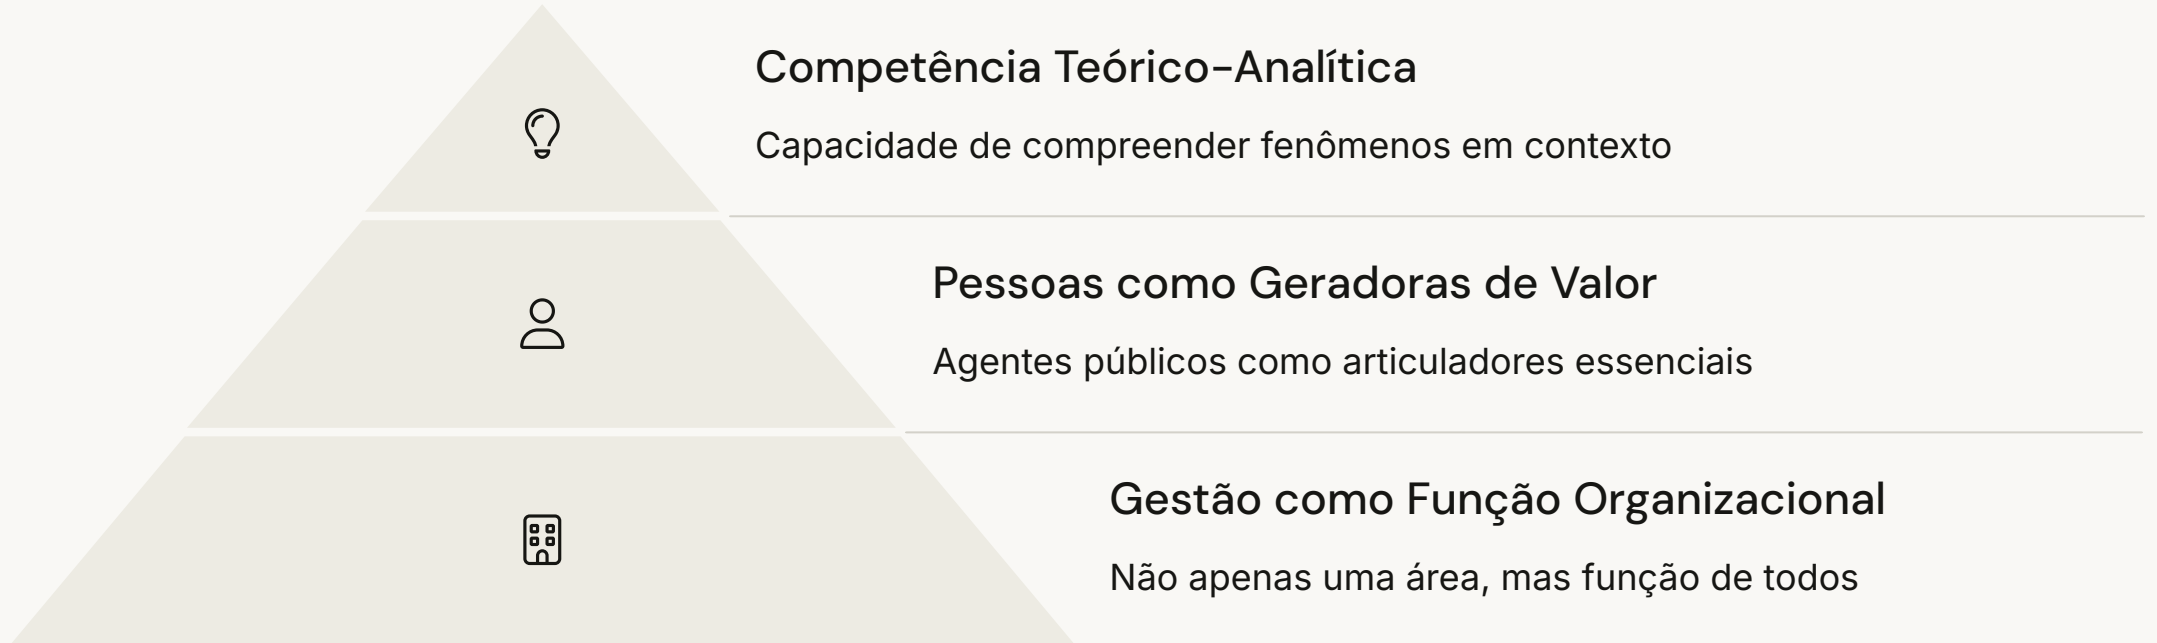 Competência Teórico-Analítica
Capacidade de compreender fenômenos em contexto
Pessoas como Geradoras de Valor
Agentes públicos como articuladores essenciais
Gestão como Função Organizacional
Não apenas uma área, mas função de todos